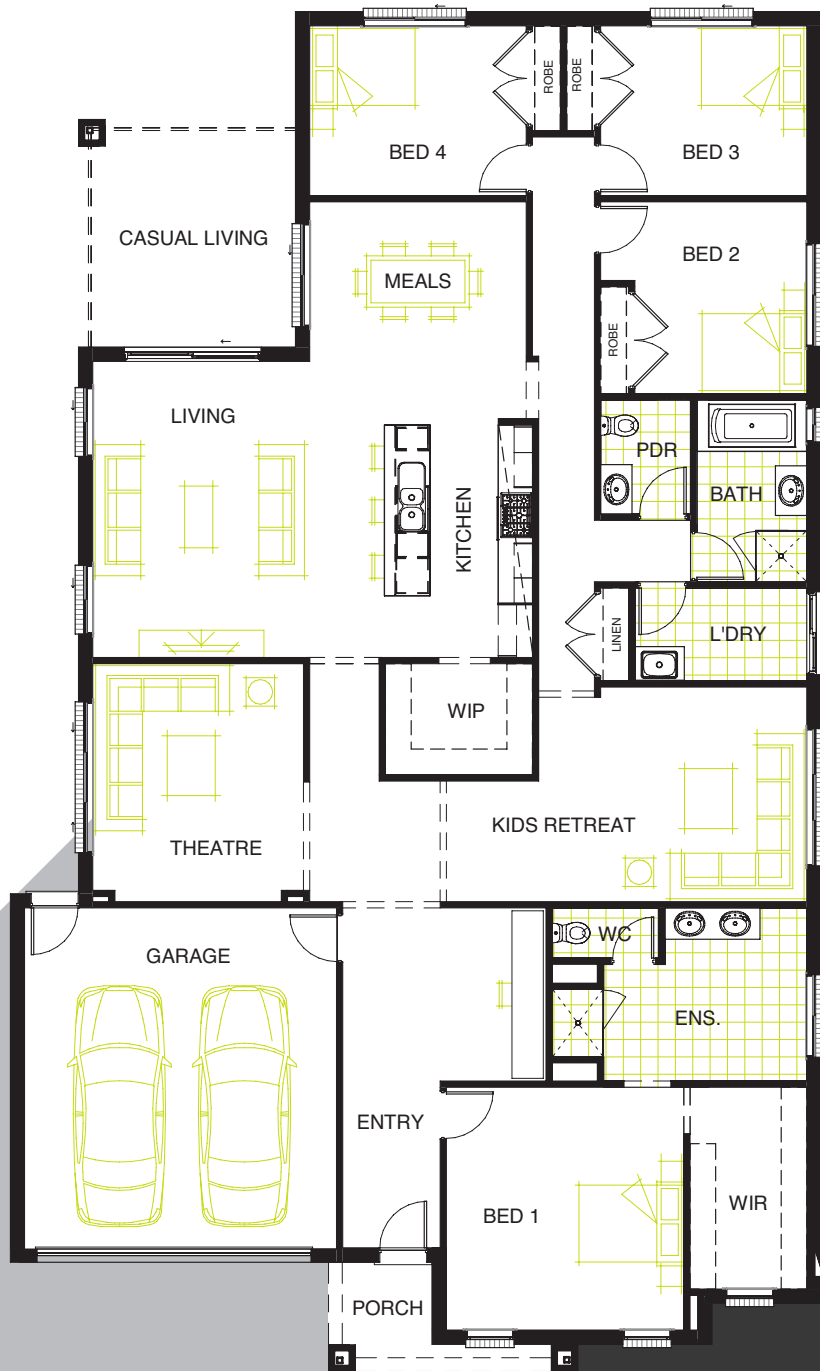 ROBE
ROBE
BED 4
BED 3
CASUAL LIVING
BED 2
MEALS
ROBE
LIVING
PDR
BATH
KITCHEN
LINEN
L'DRY
WIP
KIDS RETREAT
THEATRE
WC
GARAGE
ENS.
ENTRY
BED 1
WIR
PORCH